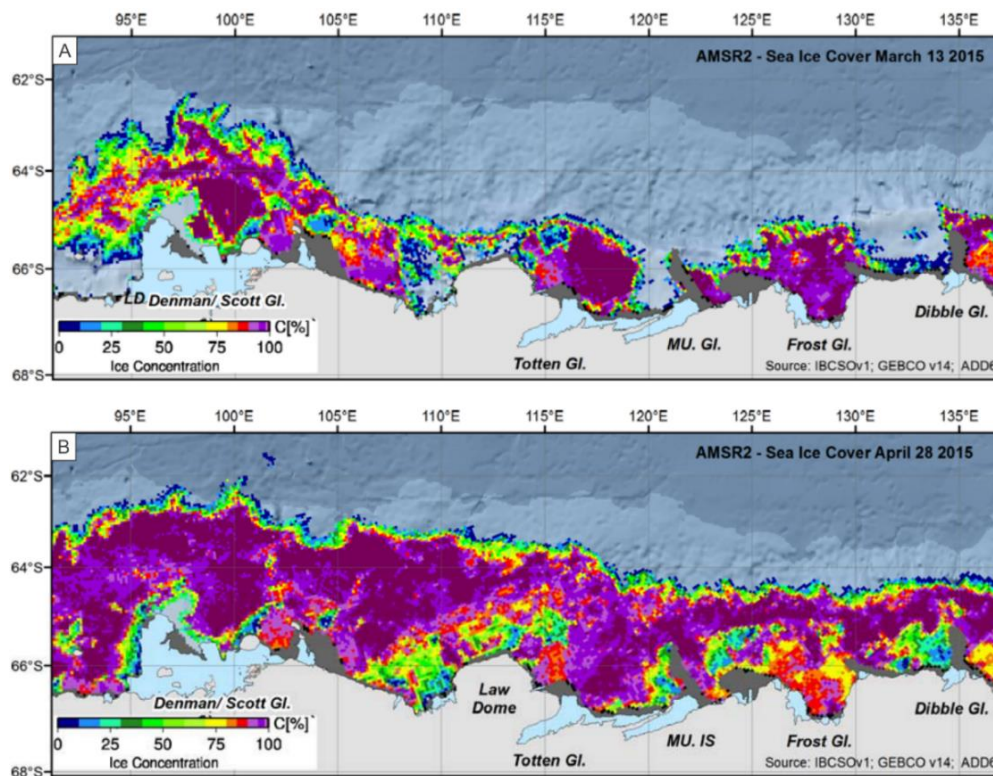 95°E 100°E 105°E 110°E 115°E 120°E 125°E 130°E 135°E
A
AMSR2 - Sea Ice Cover March 13 2015
62°S
64°S
66°S
LD Denman/ Scott Gl.
Dibble Gl.
C[%]
0 25 50 75 100
Ice Concentration
Totten Gl.
MU. Gl.
Frost Gl.
Source: IBCSOv1; GEBCO v14; ADD6
68°S
95°E 100°E 105°E 110°E 115°E 120°E 125°E 130°E 135°E
B
AMSR2 - Sea Ice Cover April 28 2015
62°S
64°S
66°S
Law
Dome
Denman/ Scott Gl.
Dibble Gl.
C[%]
0 25 50 75 100
Ice Concentration
Totten Gl.
MU. IS
Frost Gl.
Source: IBCSOv1; GEBCO v14; ADD6
68°S